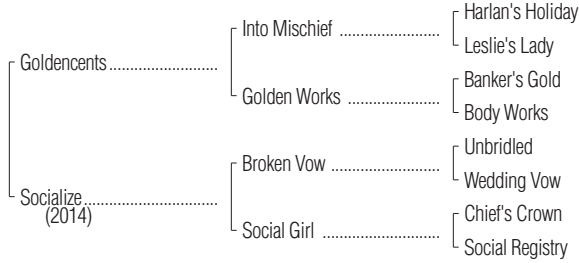 Harlan's Holiday
Into Mischief ....................
Leslie's Lady
Goldencents ......................
Banker's Gold
Golden Works ..................
Body Works
Unbridled
Broken Vow .....................
Wedding Vow
Socialize ...........................
(2014)
Chief's Crown
Social Girl ........................
Social Registry